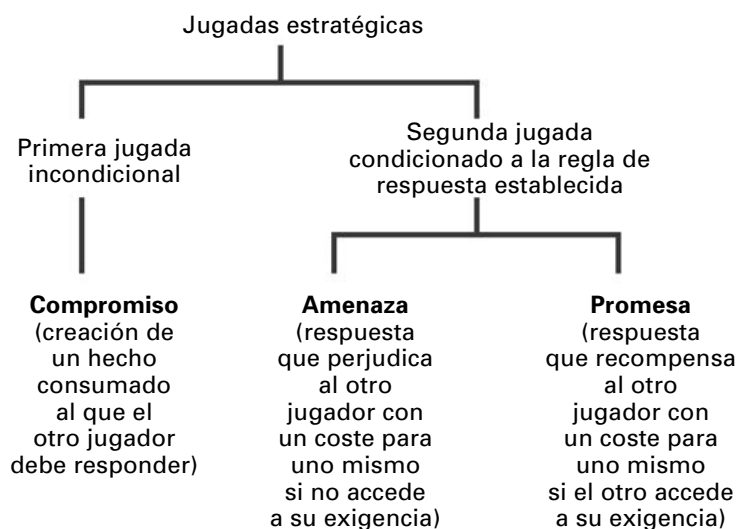 Jugadas estratégicas
Primera jugada
incondicional
Segunda jugada
condicionado a la regla de
respuesta establecida
Compromiso
(creación de
un hecho
consumado
al que el
otro jugador
debe responder)
Amenaza
(respuesta
que perjudica
al otro
jugador con
un coste para
uno mismo
si no accede
a su exigencia)
Promesa
(respuesta
que recompensa
al otro
jugador con
un coste para
uno mismo
si el otro accede
a su exigencia)